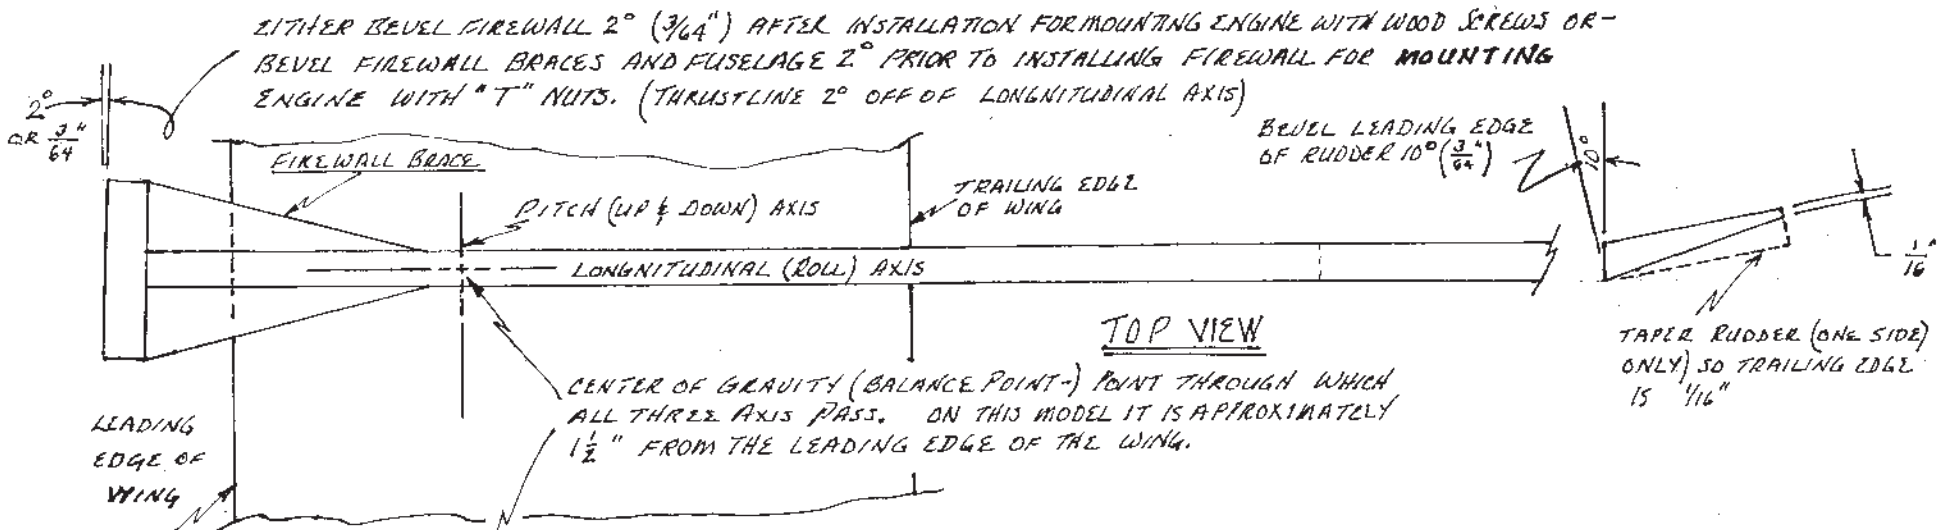 EITHER BEVEL FIREWALL 2° (3/64") AFTER INSTALLATION FOR MOUNTING ENGINE WITH WOOD SCREWS OR-
BEVEL FIREWALL BRACES AND FUSELAGE 2° PRIOR TO INSTALLING FIREWALL FOR MOUNTING
ENGINE WITH "T" NUTS. (THRUSTLINE 2° OFF OF LONGNITUDINAL AXIS)
2°
OR 3/64"
FIREWALL BRACE
PITCH (UP & DOWN) AXIS
TRAILING EDGE
OF WING
BEVEL LEADING EDGE
OF RUDDER 10° (3/64")
10°
1/16"
LONGNITUDINAL (ROLL) AXIS
TOP VIEW
TAPER RUDDER (ONE SIDE)
ONLY) SO TRAILING EDGE
IS 1/16"
CENTER OF GRAVITY (BALANCE POINT-) POINT THROUGH WHICH
ALL THREE AXIS PASS. ON THIS MODEL IT IS APPROXIMATELY
1 1/2" FROM THE LEADING EDGE OF THE WING.
LEADING
EDGE OF
WING